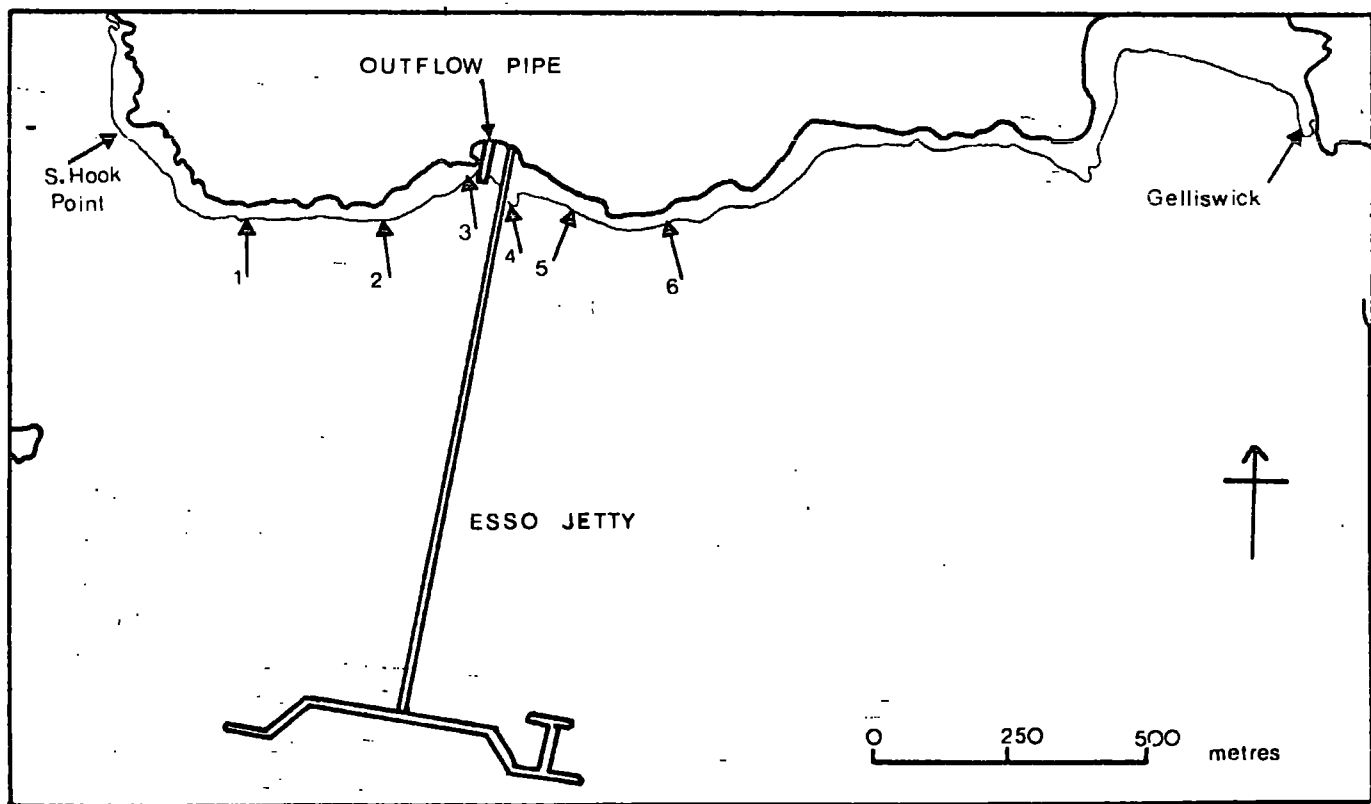 OUTFLOW PIPE
S. Hook
Point
Gelliswick
1
2
3
4
5
6
ESSO JETTY
0 250 500 metres